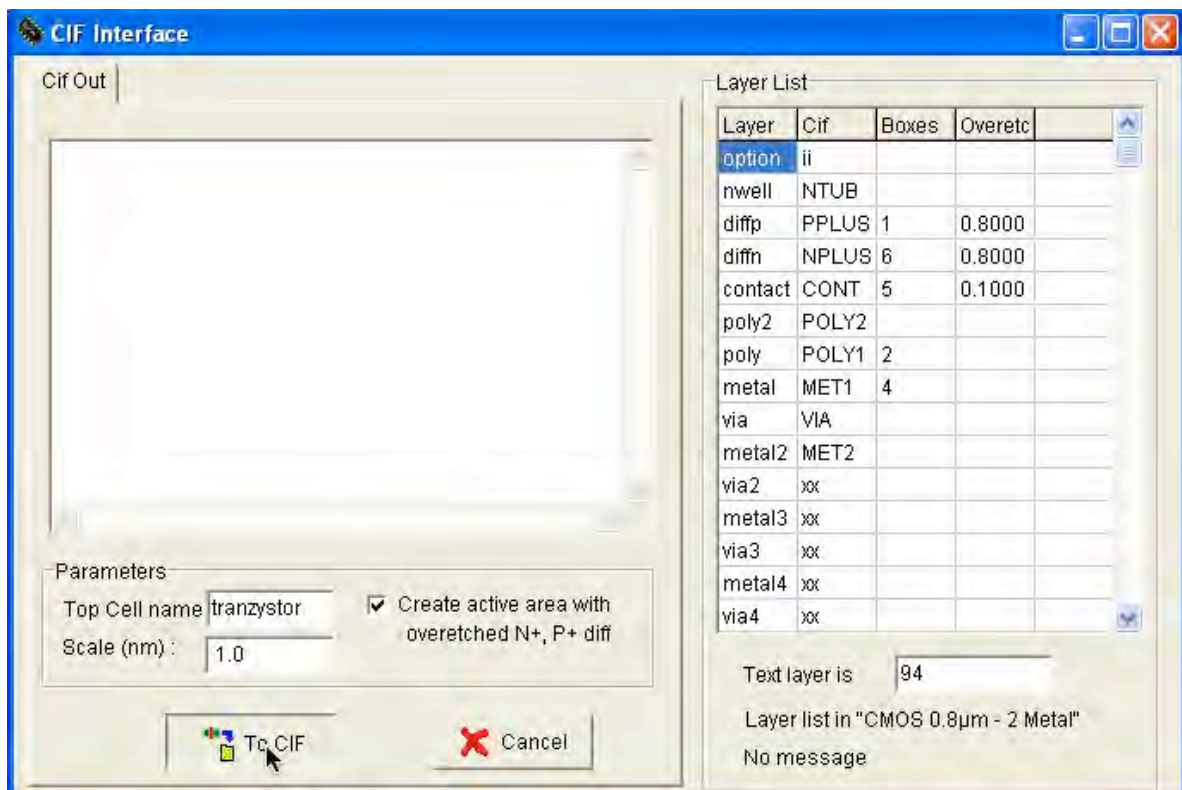 CIF Interface
Cif Out
Parameters
Top Cell name tranzystor
Scale (nm) : 1.0
Create active area with
overetched N+, P+ diff
To CIF
Cancel
Layer List
Layer Cif Boxes Overetc
option ii
nwell NTUB
diffp PPLUS 1 0.8000
diffn NPLUS 6 0.8000
contact CONT 5 0.1000
poly2 POLY2
poly POLY1 2
metal MET1 4
via VIA
metal2 MET2
via2 xx
metal3 xx
via3 xx
metal4 xx
via4 xx
Text layer is 94
Layer list in "CMOS 0.8µm - 2 Metal"
No message